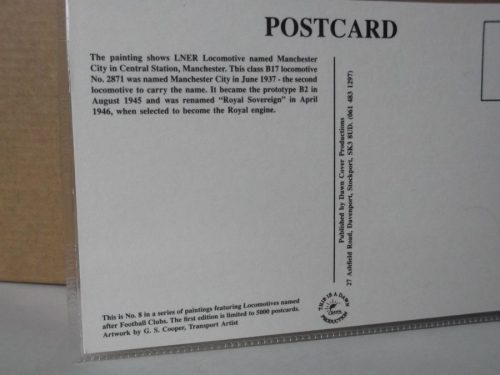 POSTCARD
The painting shows LNER Locomotive named Manchester
City in Central Station, Manchester. This class B17 locomotive
No. 2871 was named Manchester City in June 1937 - the second
locomotive to carry the name. It became the prototype B2 in
August 1945 and was renamed "Royal Sovereign" in April
1946, when selected to become the Royal engine.
Published by Dawn Cover Productions
27 Ashfield Road, Davenport, Stockport, SK3 8UD. (061 483 1297)
This is No. 8 in a series of paintings featuring Locomotives named
after Football Clubs. The first edition is limited to 5000 postcards.
Artwork by G. S. Cooper, Transport Artist
THIS IS A DAWN
COVER
PRODUCTION